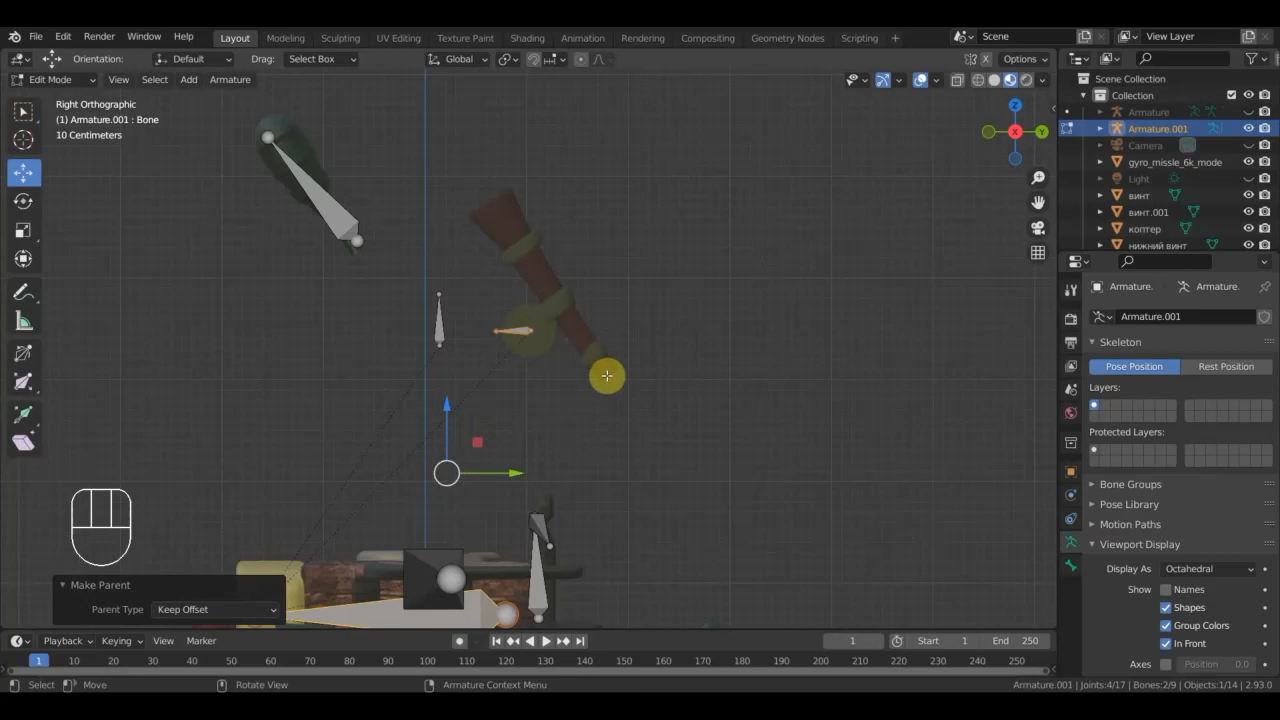 File Edit Render Window Help Layout Modeling Sculpting UV Editing Texture Paint Shading Animation Rendering Compositing Geometry Nodes Scripting + Scene View Layer
Orientation: Default Drag: Select Box Global Options
Edit Mode View Select Add Armature X
Right Orthographic
(1) Armature.001 : Bone
10 Centimeters
Z
X
Y
Scene Collection
Collection
Armature
Armature.001
Camera
gyro_missle_6k_mode
Light
винт
винт.001
коптер
нижний винт
Armature. Armature.
Armature.001
Skeleton
Pose Position Rest Position
Layers:
Protected Layers:
Bone Groups
Pose Library
Motion Paths
Viewport Display
Display As Octahedral
Show Names
Shapes
Group Colors
In Front
Axes Position 0.0
Make Parent
Parent Type Keep Offset
Playback Keying View Marker 1 Start 1 End 250
1 10 20 30 40 50 60 70 80 90 100 110 120 130 140 150 160 170 180 190 200 210 220 230 240 250
Select Move Rotate View Armature Context Menu Armature.001 | Joints:4/17 | Bones:2/9 | Objects:1/14 | 2.93.0